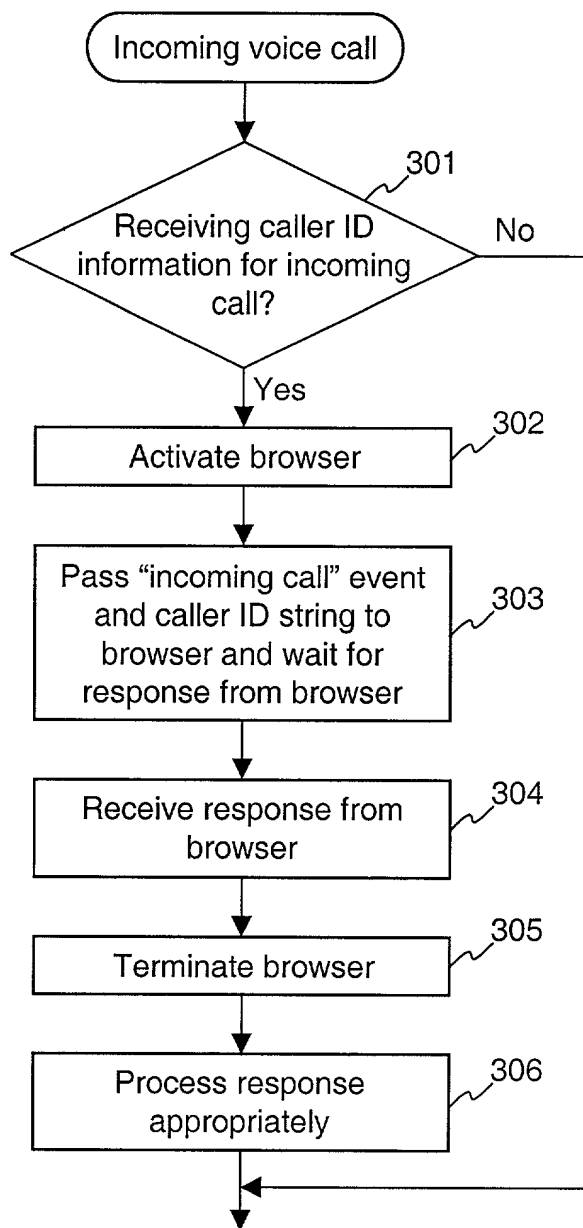 Incoming voice call
301
Receiving caller ID
information for incoming
call?
No
Yes
302
Activate browser
303
Pass “incoming call” event
and caller ID string to
browser and wait for
response from browser
304
Receive response from
browser
305
Terminate browser
306
Process response
appropriately